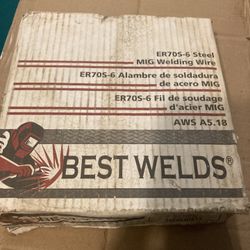 ER70S-6 Steel
MIG Welding Wire
ER70S-6 Alambre de soldadura
de acero MIG
ER70S-6 Fil de soudage
d'acier MIG
AWS A5.18
BEST WELDS®